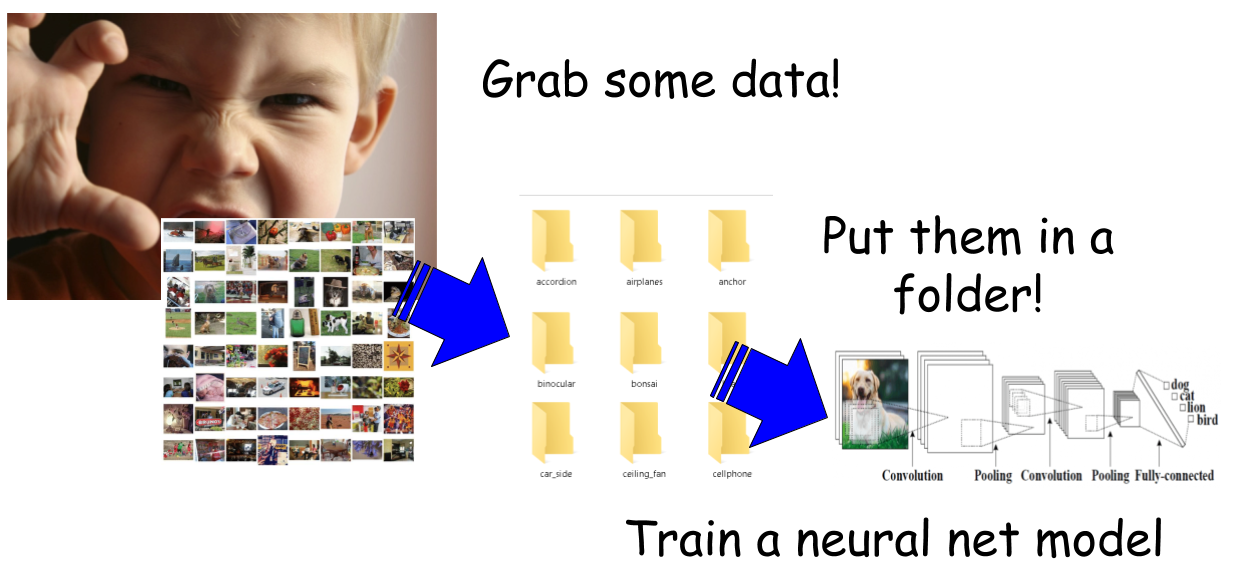 Grab some data!
Put them in a
folder!
accordion
airplanes
anchor
binocular
bonsai
car_side
ceiling_fan
cellphone
dog
cat
lion
bird
Convolution
Pooling
Convolution
Pooling
Fully-connected
Train a neural net model